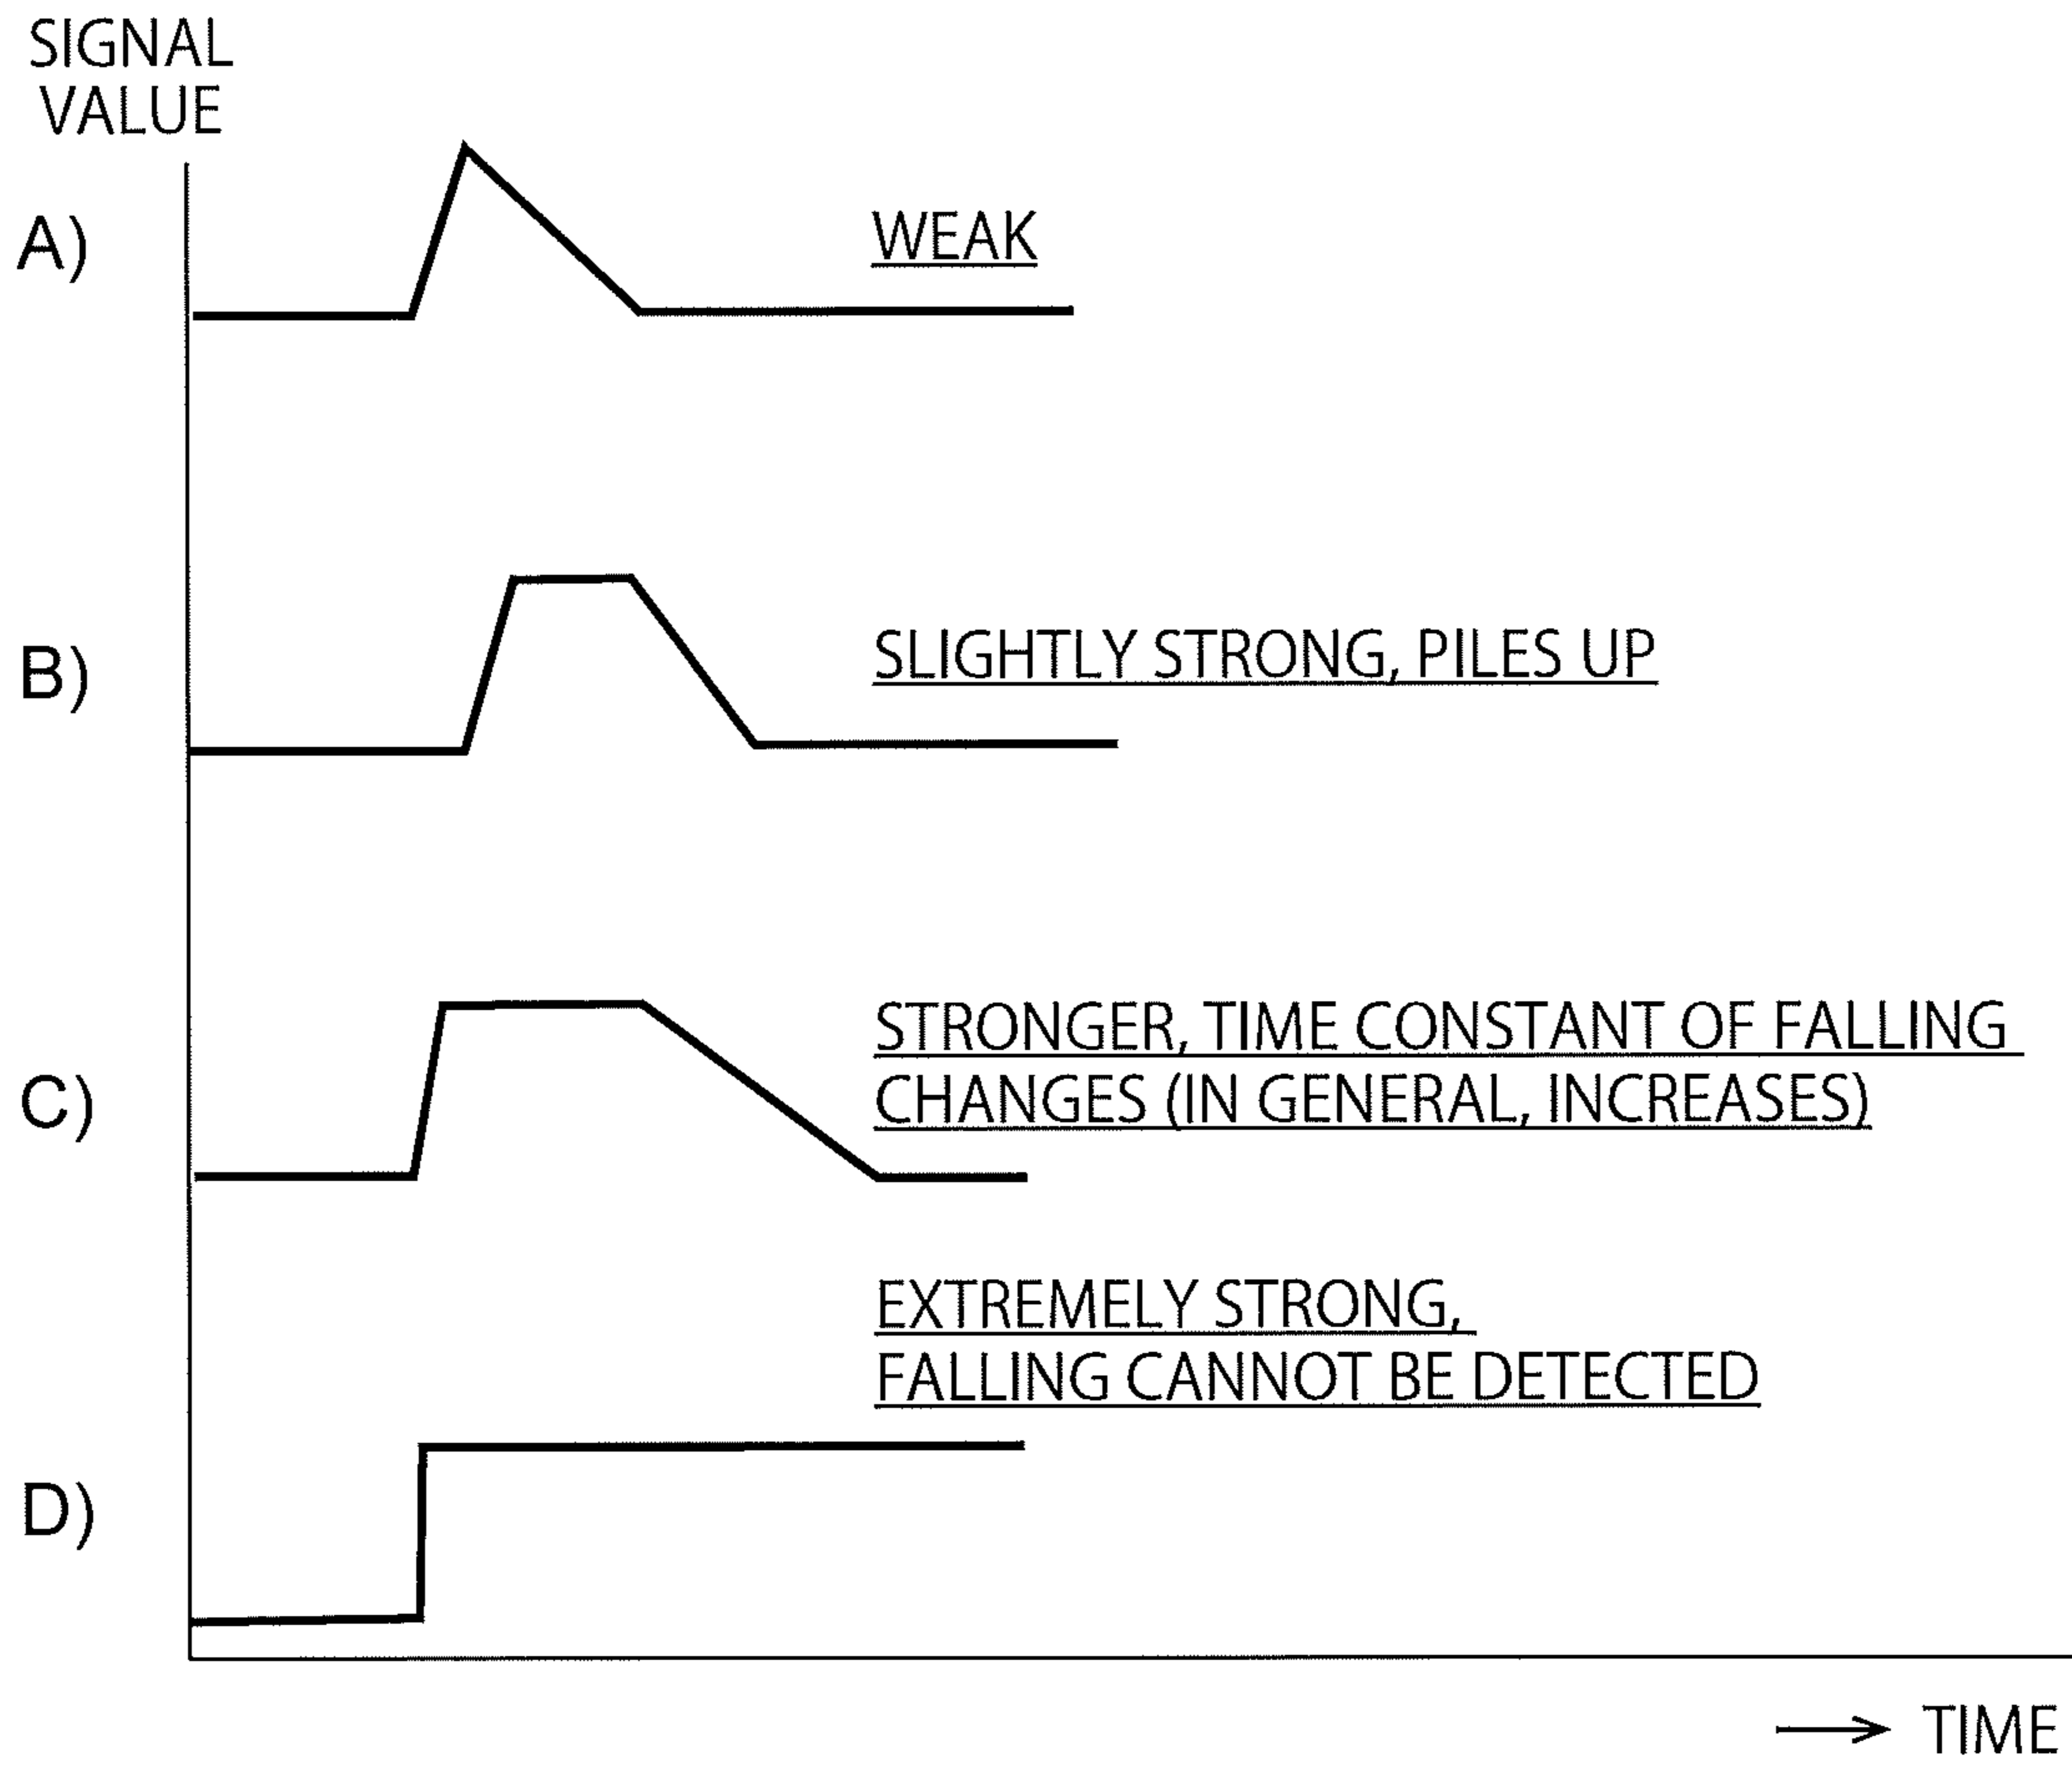 SIGNAL
VALUE
A)
WEAK
B)
SLIGHTLY STRONG, PILES UP
C)
STRONGER, TIME CONSTANT OF FALLING
CHANGES (IN GENERAL, INCREASES)
EXTREMELY STRONG,
FALLING CANNOT BE DETECTED
D)
TIME